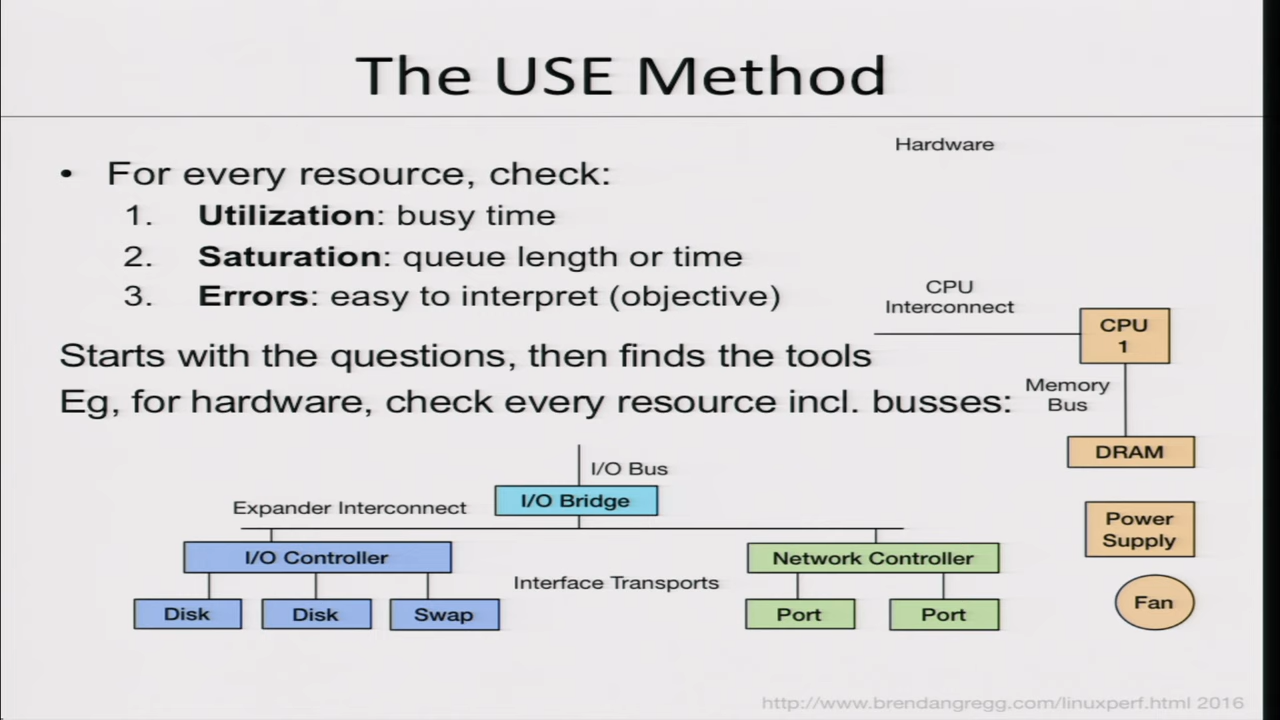 The USE Method
Hardware
• For every resource, check:
1. Utilization: busy time
2. Saturation: queue length or time
3. Errors: easy to interpret (objective)
CPU
Interconnect
CPU
1
Starts with the questions, then finds the tools
Eg, for hardware, check every resource incl. busses:
Memory
Bus
DRAM
I/O Bus
I/O Bridge
Expander Interconnect
Power
Supply
I/O Controller
Network Controller
Interface Transports
Fan
Disk
Disk
Swap
Port
Port
http://www.brendangregg.com/linuxperf.html 2016